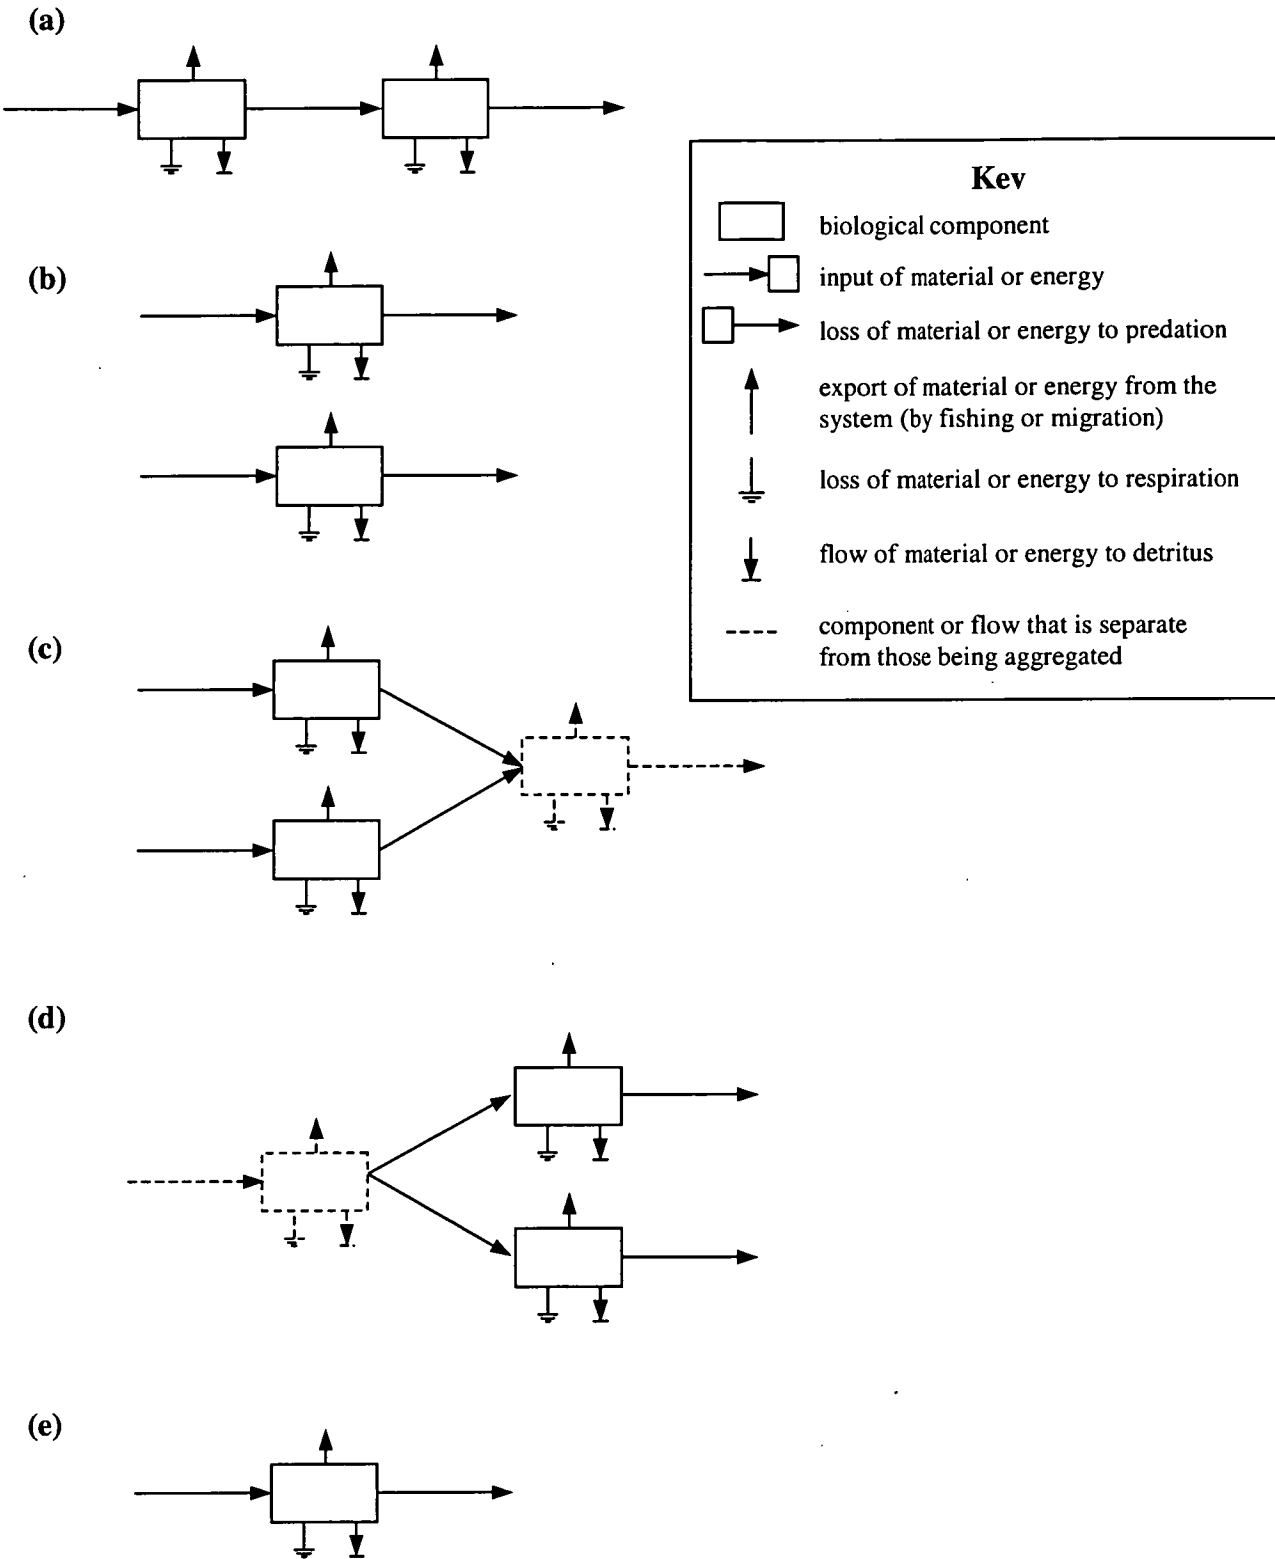 (a)
Kev
biological component
input of material or energy
(b)
loss of material or energy to predation
export of material or energy from the
system (by fishing or migration)
loss of material or energy to respiration
flow of material or energy to detritus
(c)
component or flow that is separate
from those being aggregated
(d)
(e)